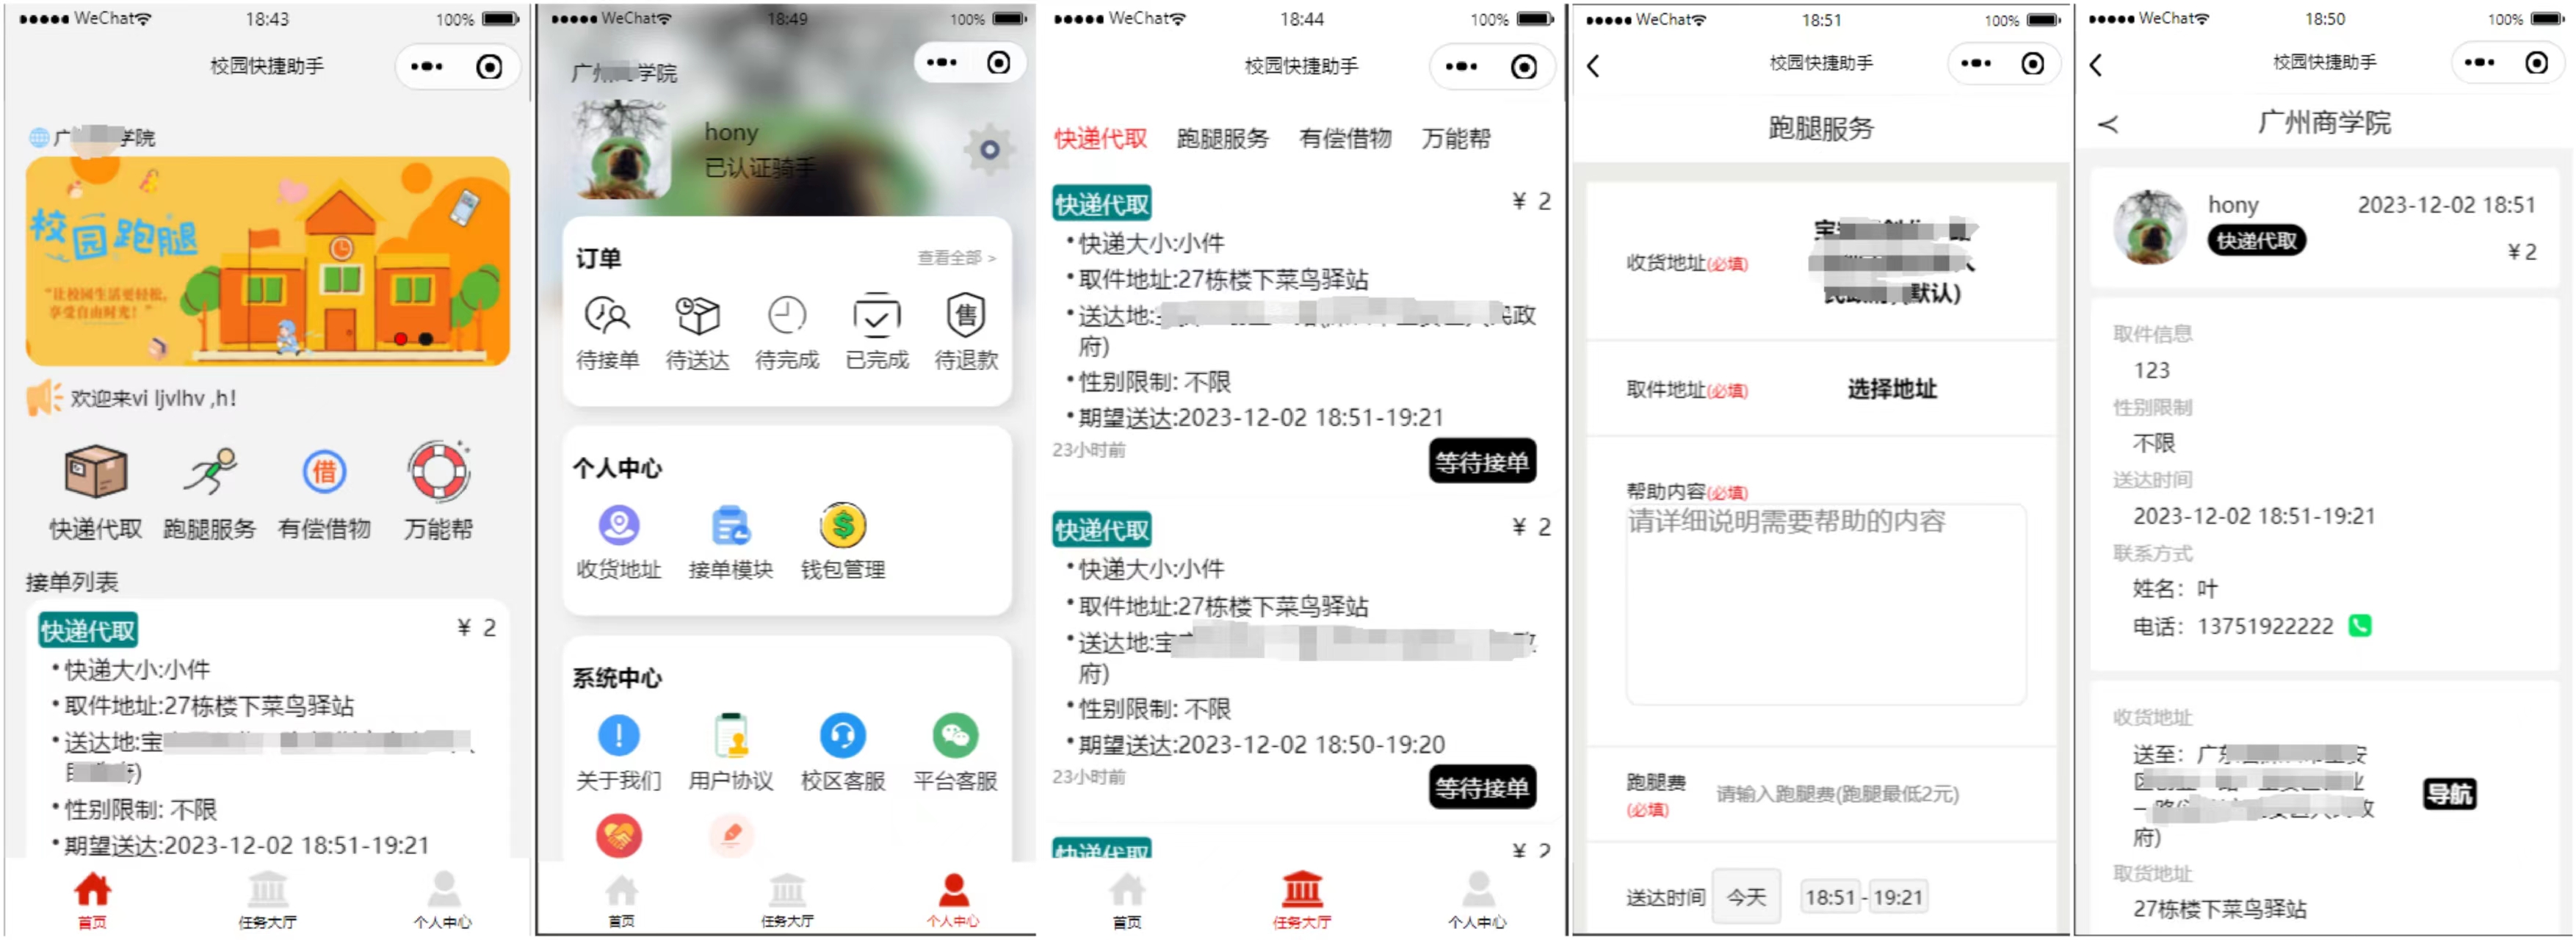 WeChat 18:43 100%
校园快捷助手
广 学院
校园跑腿
“让校园生活更轻松,
享受自由时光！”
欢迎来vi ljvlhv ,h!
快递代取 跑腿服务 有偿借物 万能帮
借
接单列表
快递代取 ¥ 2
•快递大小:小件
•取件地址:27栋楼下菜鸟驿站
•送达地:宝
)
•性别限制: 不限
•期望送达:2023-12-02 18:51-19:21
首页 任务大厅 个人中心
WeChat 18:49 100%
广州 学院
hony
已认证骑手
订单 查看全部 >
售
待接单 待送达 待完成 已完成 待退款
个人中心
收货地址 接单模块 钱包管理
系统中心
关于我们 用户协议 校区客服 平台客服
首页 任务大厅 个人中心
WeChat 18:44 100%
校园快捷助手
快递代取 跑腿服务 有偿借物 万能帮
快递代取 ¥ 2
•快递大小:小件
•取件地址:27栋楼下菜鸟驿站
•送达地: 民政
府)
•性别限制: 不限
•期望送达:2023-12-02 18:51-19:21
23小时前
等待接单
快递代取 ¥ 2
•快递大小:小件
•取件地址:27栋楼下菜鸟驿站
•送达地:宝
府)
•性别限制: 不限
•期望送达:2023-12-02 18:50-19:20
23小时前
等待接单
快递代取 ¥ 2
首页 任务大厅 个人中心
WeChat 18:51 100%
校园快捷助手
跑腿服务
收货地址(必填)
默认)
取件地址(必填) 选择地址
帮助内容(必填)
请详细说明需要帮助的内容
跑腿费
(必填)
请输入跑腿费(跑腿最低2元)
送达时间 今天 18:51 - 19:21
WeChat 18:50 100%
校园快捷助手
广州商学院
hony 2023-12-02 18:51
快递代取 ¥2
取件信息
123
性别限制
不限
送达时间
2023-12-02 18:51-19:21
联系方式
姓名：叶
电话：13751922222
收货地址
送至：广东 安
区 业
一路 政
府)
导航
取货地址
27栋楼下菜鸟驿站